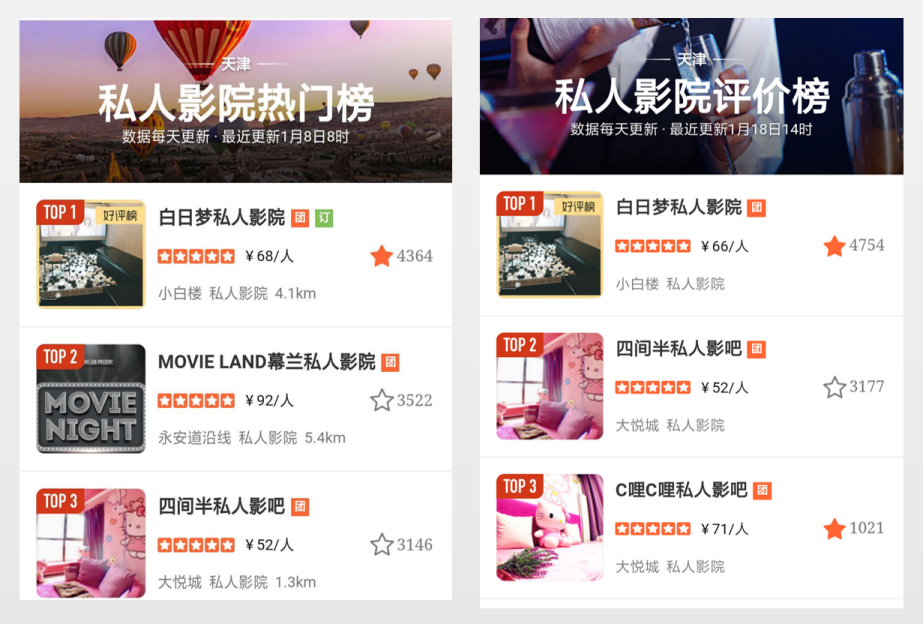 天津
私人影院热门榜
数据每天更新 · 最近更新1月8日8时
TOP 1
好评榜
白日梦私人影院 团 订
¥68/人
4364
小白楼 私人影院 4.1km
TOP 2
MOVIE NIGHT
MOVIE LAND幕兰私人影院 团
¥92/人
3522
永安道沿线 私人影院 5.4km
TOP 3
四间半私人影吧 团
¥52/人
3146
大悦城 私人影院 1.3km
天津
私人影院评价榜
数据每天更新 · 最近更新1月18日14时
TOP 1
好评榜
白日梦私人影院 团
¥66/人
4754
小白楼 私人影院
TOP 2
四间半私人影吧 团
¥52/人
3177
大悦城 私人影院
TOP 3
C哩C哩私人影吧 团
¥71/人
1021
大悦城 私人影院